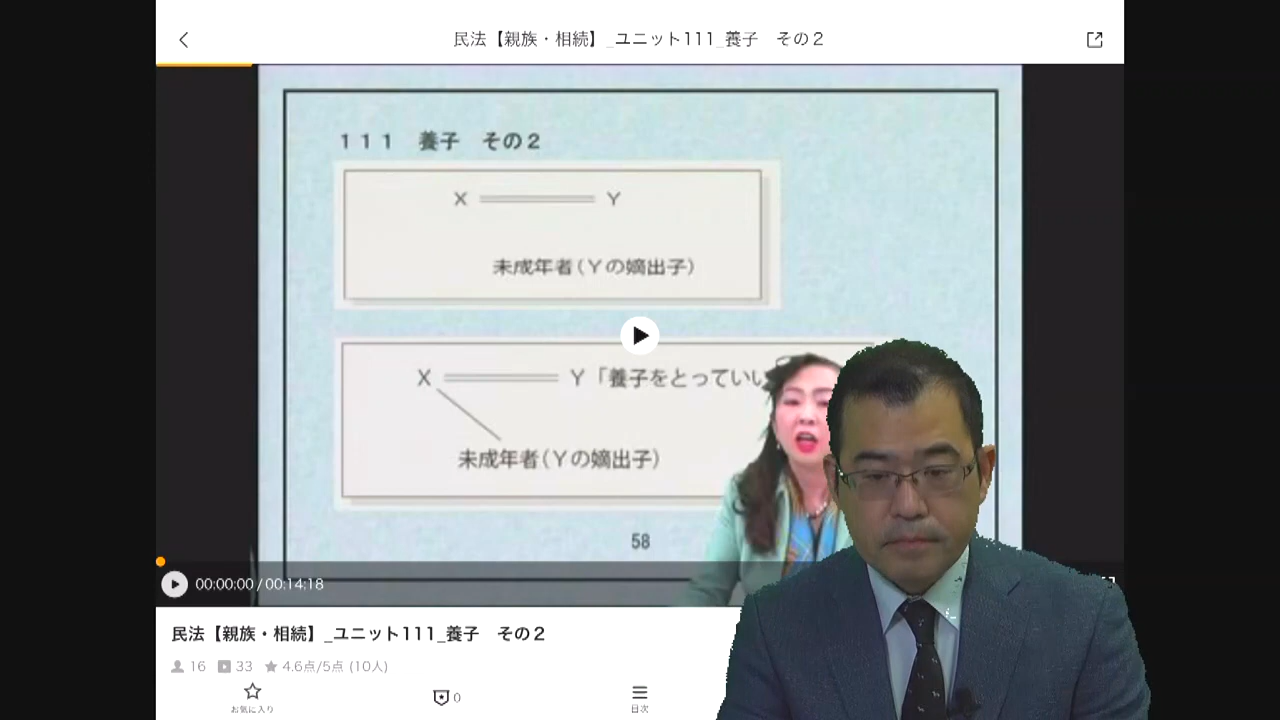 民法【親族・相続】_ユニット111_養子　その２
１１１　養子　その２
X Y
未成年者(Ｙの嫡出子)
X Y「養子をとってい
未成年者(Ｙの嫡出子)
58
00:00:00 / 00:14:18
民法【親族・相続】_ユニット111_養子　その２
16 33 4.6点/5点 (10人)
0
お気に入り 目次